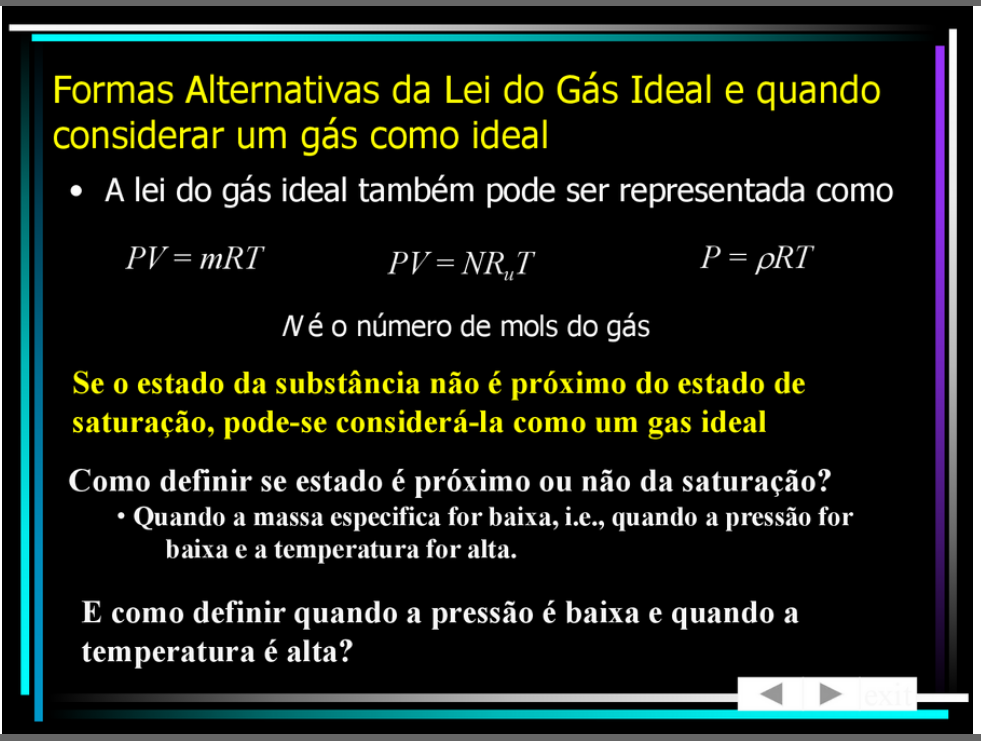 Formas Alternativas da Lei do Gás Ideal e quando
considerar um gás como ideal
• A lei do gás ideal também pode ser representada como
PV = mRT PV = NRᵤT P = ρRT
N é o número de mols do gás
Se o estado da substância não é próximo do estado de
saturação, pode-se considerá-la como um gas ideal
Como definir se estado é próximo ou não da saturação?
• Quando a massa especifica for baixa, i.e., quando a pressão for
baixa e a temperatura for alta.
E como definir quando a pressão é baixa e quando a
temperatura é alta?
exit